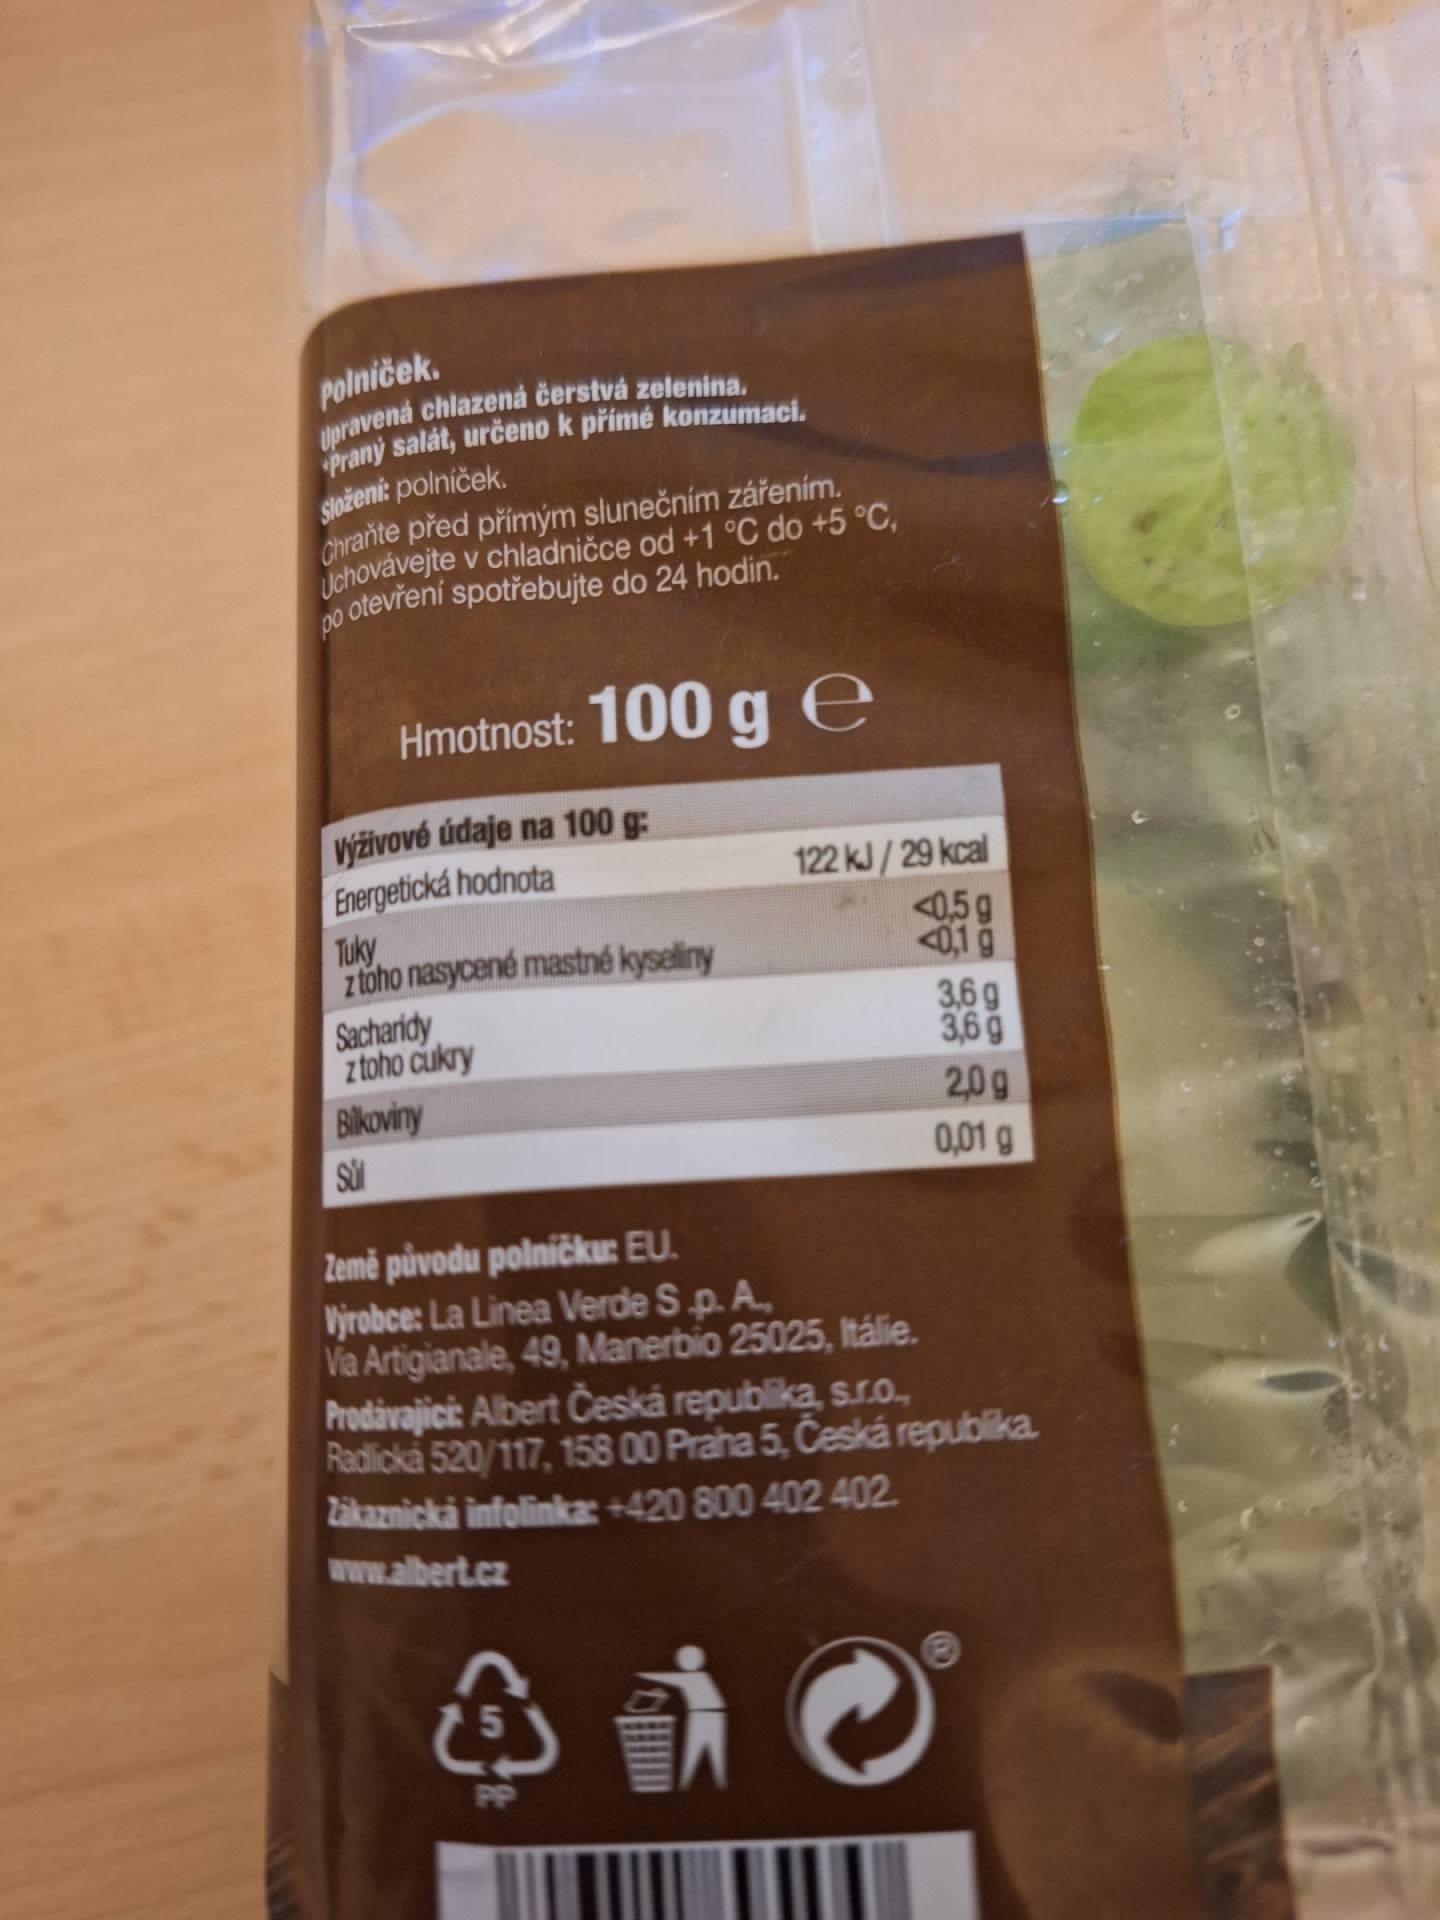 Polníček.
Upravená chlazená čerstvá zelenina.
*Praný salát, určeno k přímé konzumaci.
Složení: polníček.
Chraňte před přímým slunečním zářením.
Uchovávejte v chladničce od +1 °C do +5 °C,
po otevření spotřebujte do 24 hodin.
Hmotnost: 100 g ℮
Výživové údaje na 100 g:
Energetická hodnota 122 kJ / 29 kcal
Tuky <0,5 g
z toho nasycené mastné kyseliny <0,1 g
Sacharidy 3,6 g
z toho cukry 3,6 g
Bílkoviny 2,0 g
Sůl 0,01 g
Země původu polníčku: EU.
Výrobce: La Linea Verde S .p. A.,
Via Artigianale, 49, Manerbio 25025, Itálie.
Prodávající: Albert Česká republika, s.r.o.,
Radlická 520/117, 158 00 Praha 5, Česká republika.
Zákaznická infolinka: +420 800 402 402.
www.albert.cz
5
PP
®